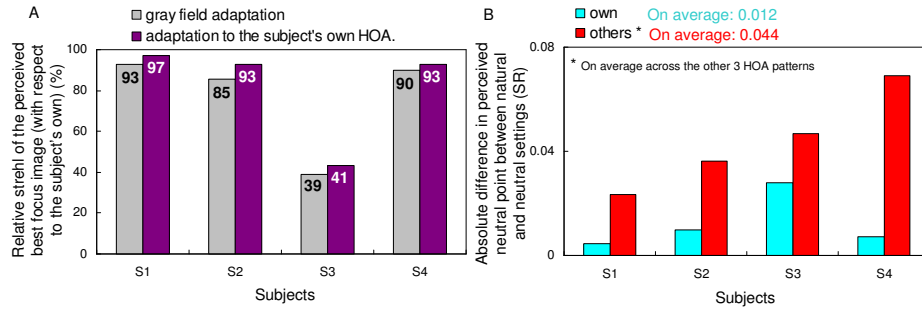 A
gray field adaptation
adaptation to the subject's own HOA.
Relative strehl of the perceived
best focus image (with respect
to the subject's own) (%)
100
80
60
40
20
0
93
97
85
93
39
41
90
93
S1
S2
S3
S4
Subjects
B
own
On average: 0.012
others *
On average: 0.044
* On average across the other 3 HOA patterns
Absolute difference in perceived
neutral point between natural
and neutral settings (SR)
0.08
0.04
0
S1
S2
S3
S4
Subjects